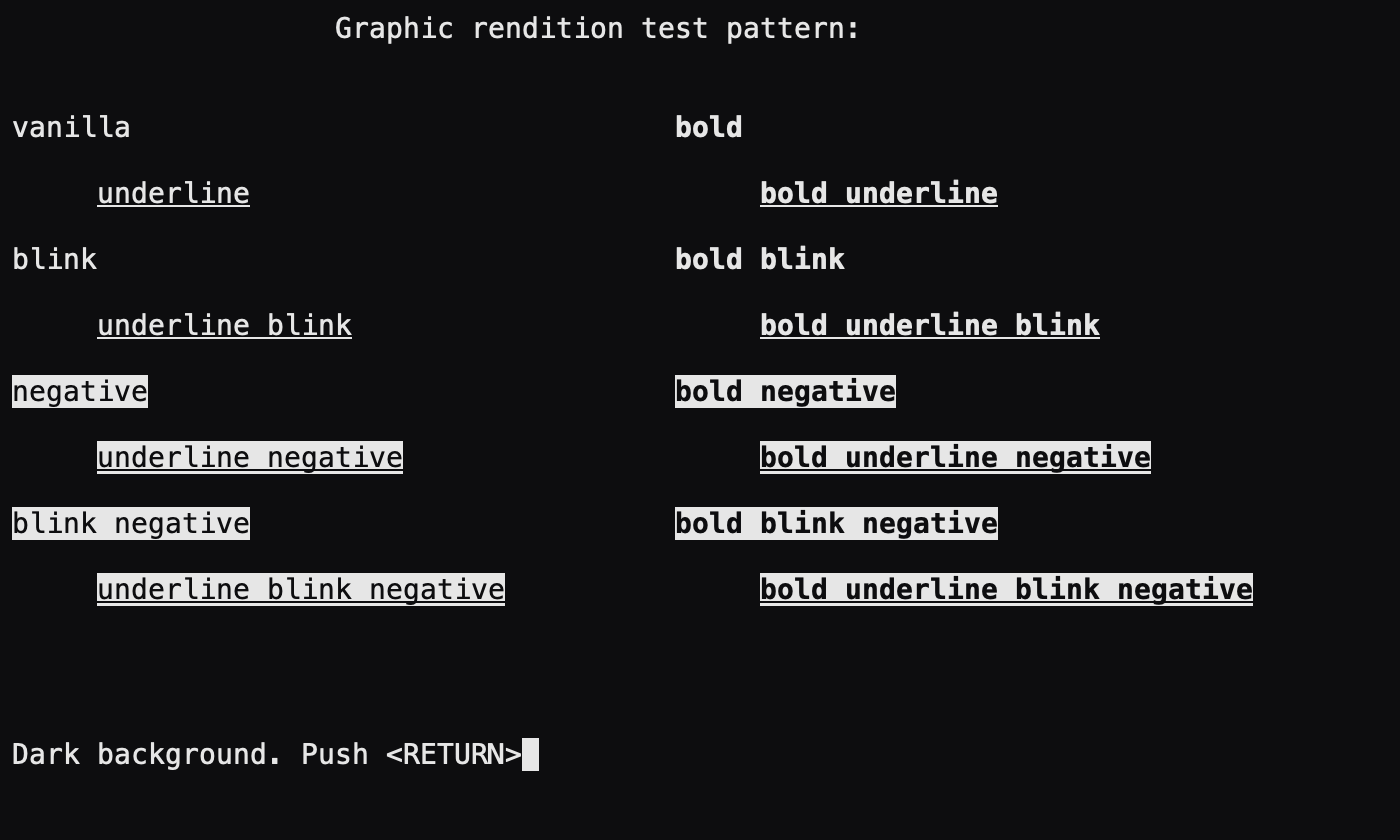 Graphic rendition test pattern:
vanilla bold
underline bold underline
blink bold blink
underline blink bold underline blink
negative bold negative
underline negative bold underline negative
blink negative bold blink negative
underline blink negative bold underline blink negative
Dark background. Push <RETURN>